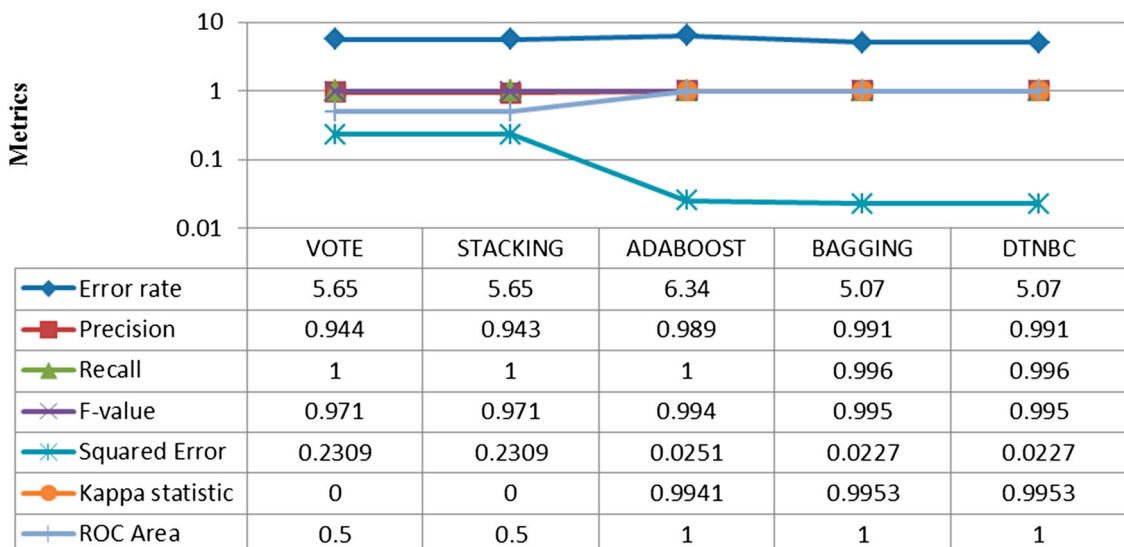 Metrics
10
1
0.1
0.01
VOTE STACKING ADABOOST BAGGING DTNBC
Error rate 5.65 5.65 6.34 5.07 5.07
Precision 0.944 0.943 0.989 0.991 0.991
Recall 1 1 1 0.996 0.996
F-value 0.971 0.971 0.994 0.995 0.995
Squared Error 0.2309 0.2309 0.0251 0.0227 0.0227
Kappa statistic 0 0 0.9941 0.9953 0.9953
ROC Area 0.5 0.5 1 1 1